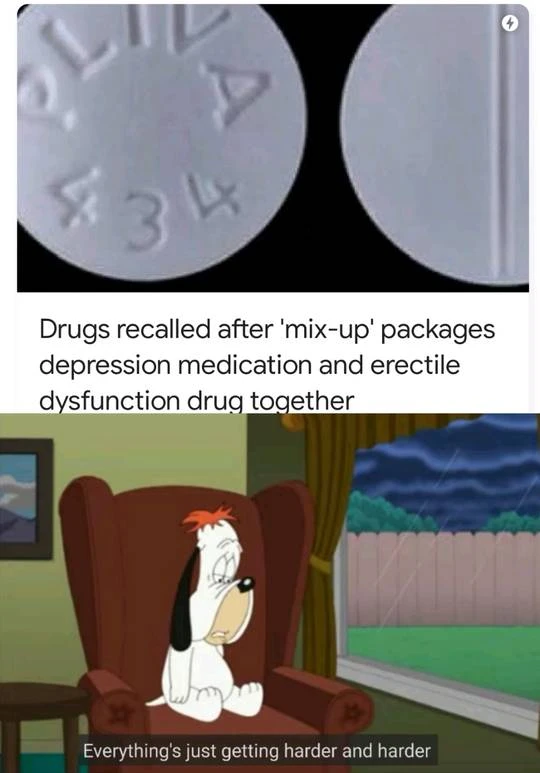 PLIVA
434
Drugs recalled after 'mix-up' packages
depression medication and erectile
dysfunction drug together
Everything's just getting harder and harder